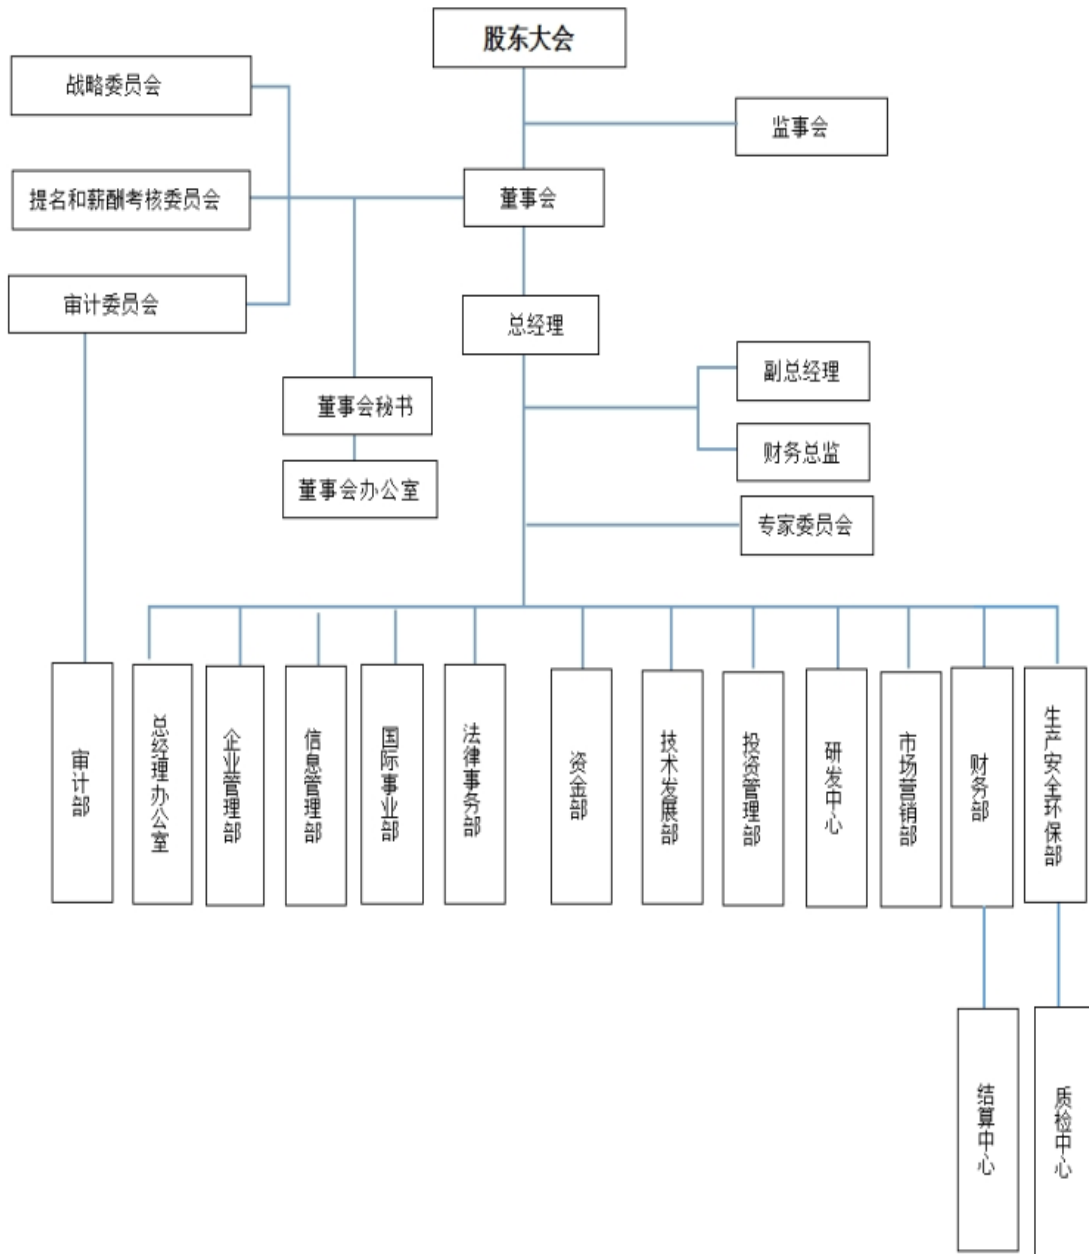 股东大会
战略委员会
监事会
提名和薪酬考核委员会
董事会
审计委员会
总经理
副总经理
董事会秘书
财务总监
董事会办公室
专家委员会
审计部
总经理办公室
企业管理部
信息管理部
国际事业部
法律事务部
资金部
技术发展部
投资管理部
研发中心
市场营销部
财务部
生产安全环保部
结算中心
质检中心